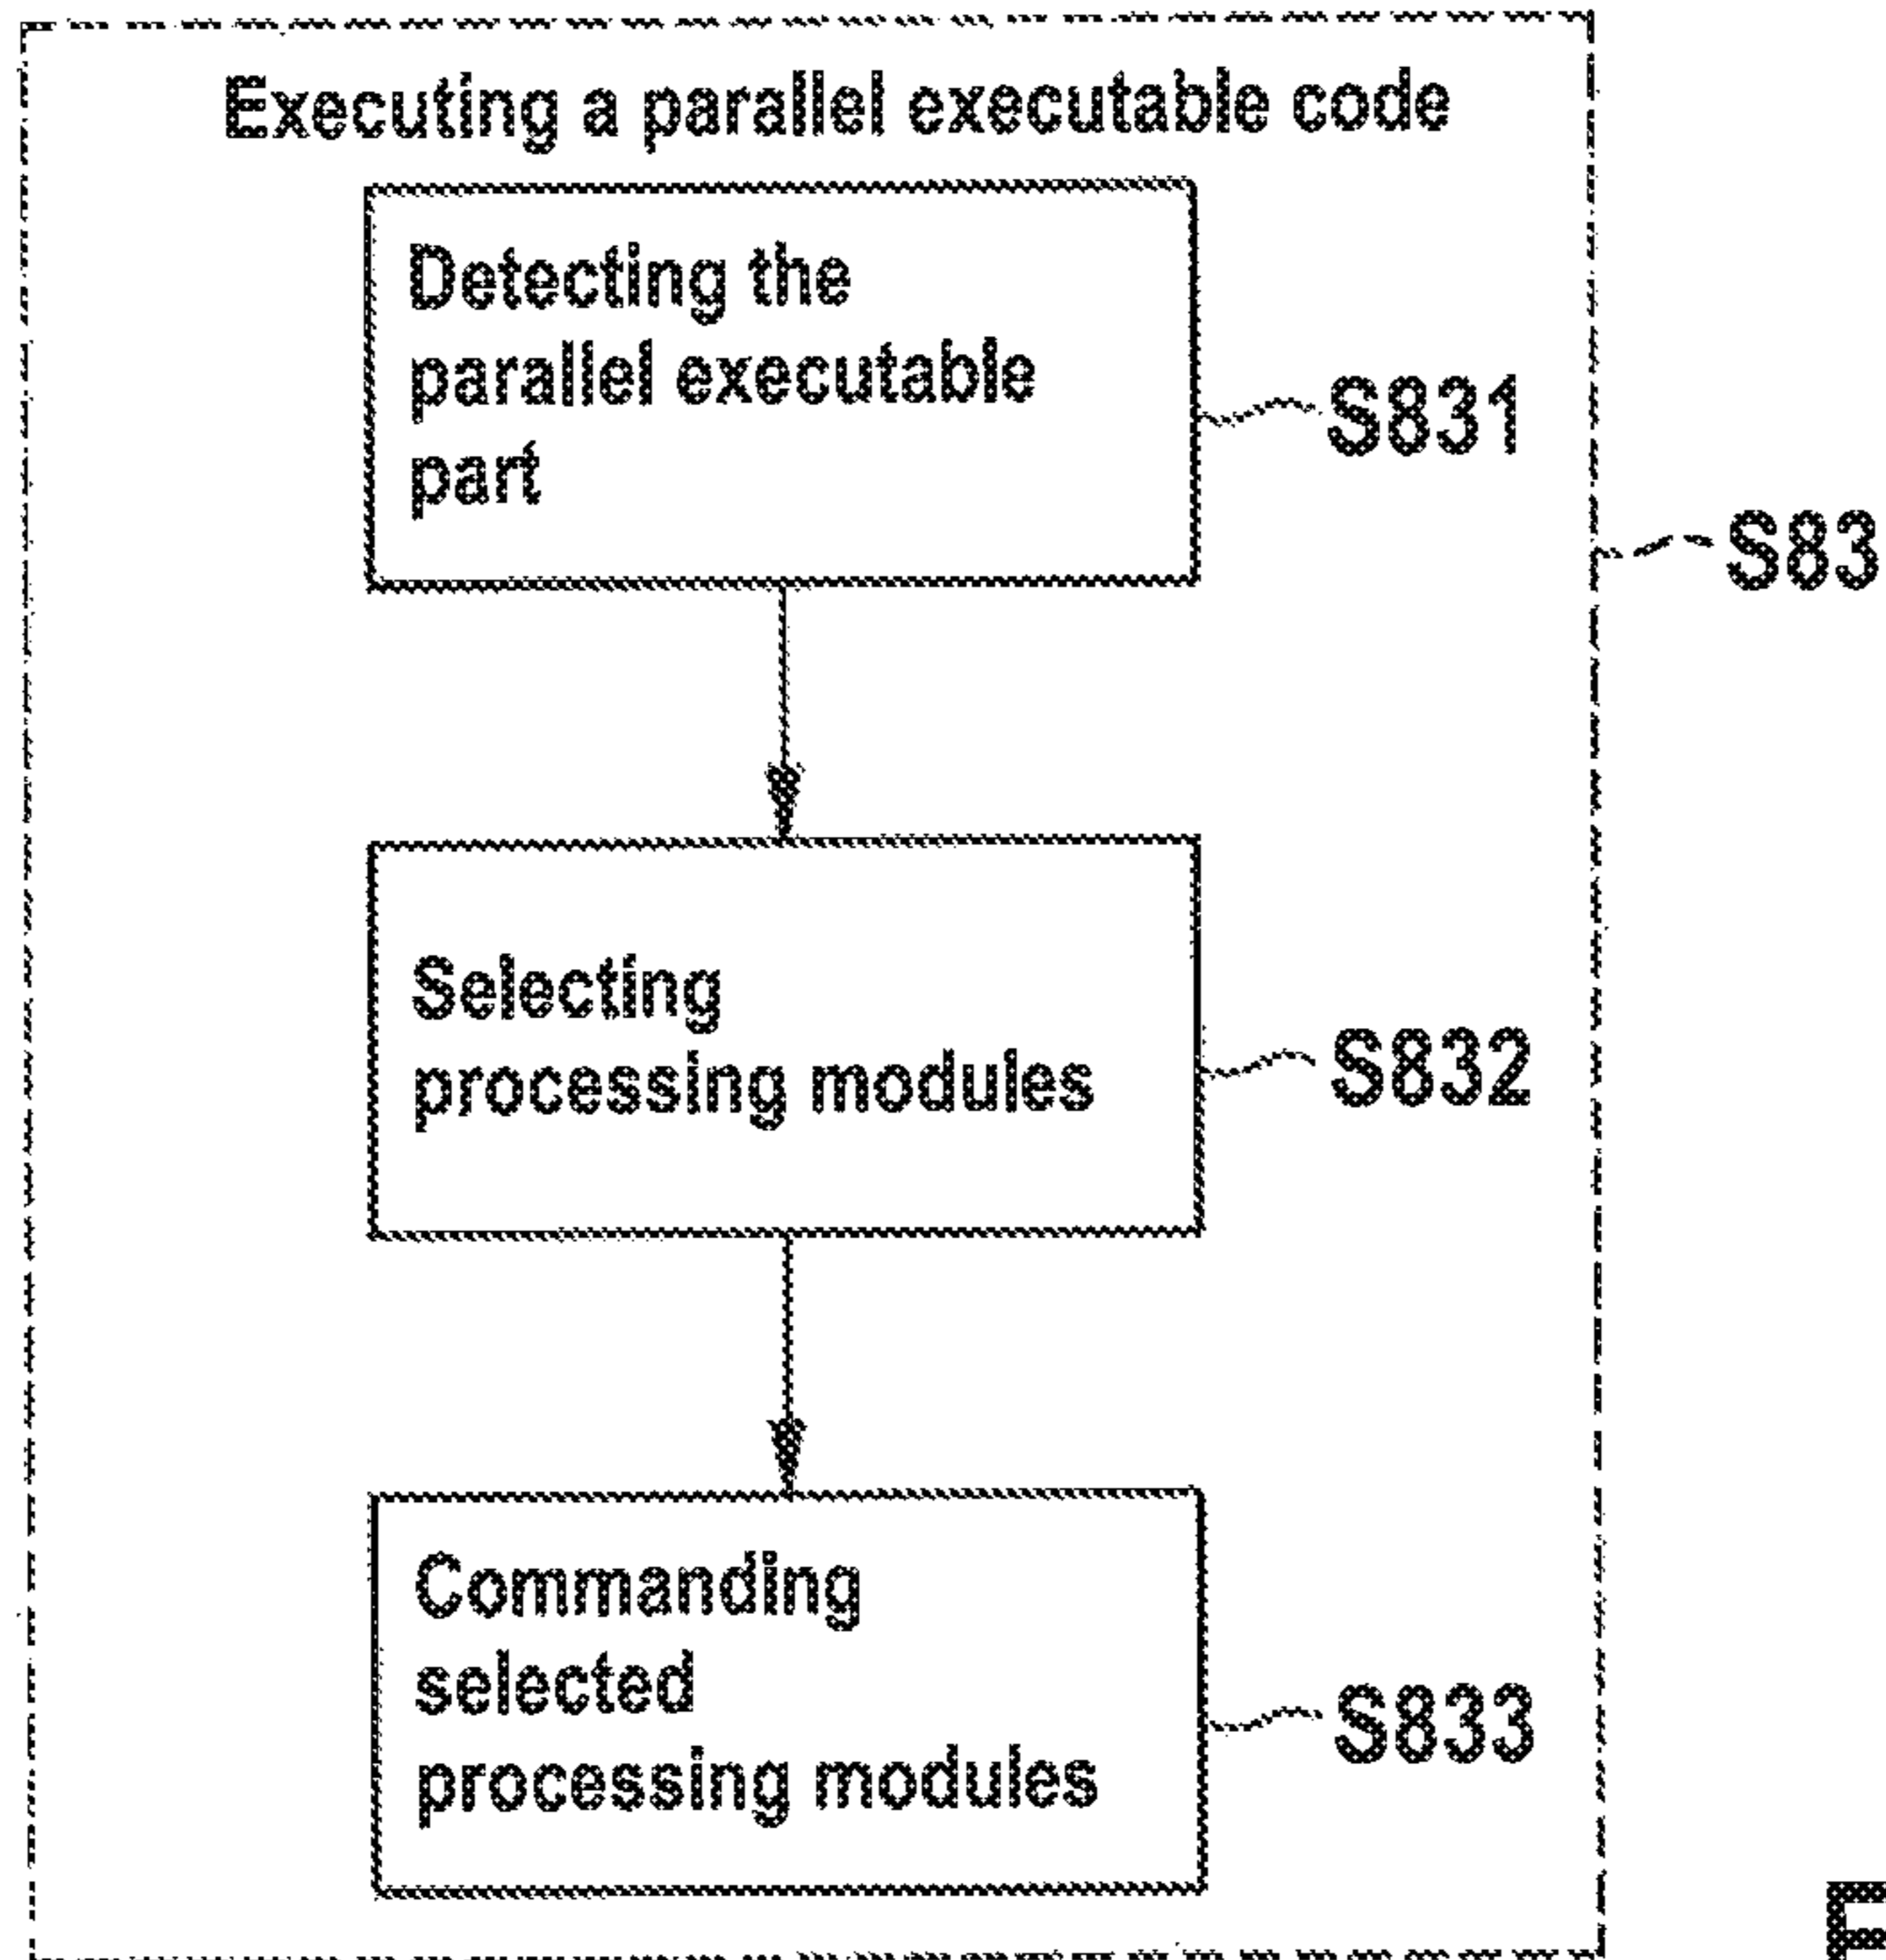 Executing a parallel executable code
Detecting the
parallel executable
part
S831
S83
Selecting
processing modules
S832
Commanding
selected
processing modules
S833